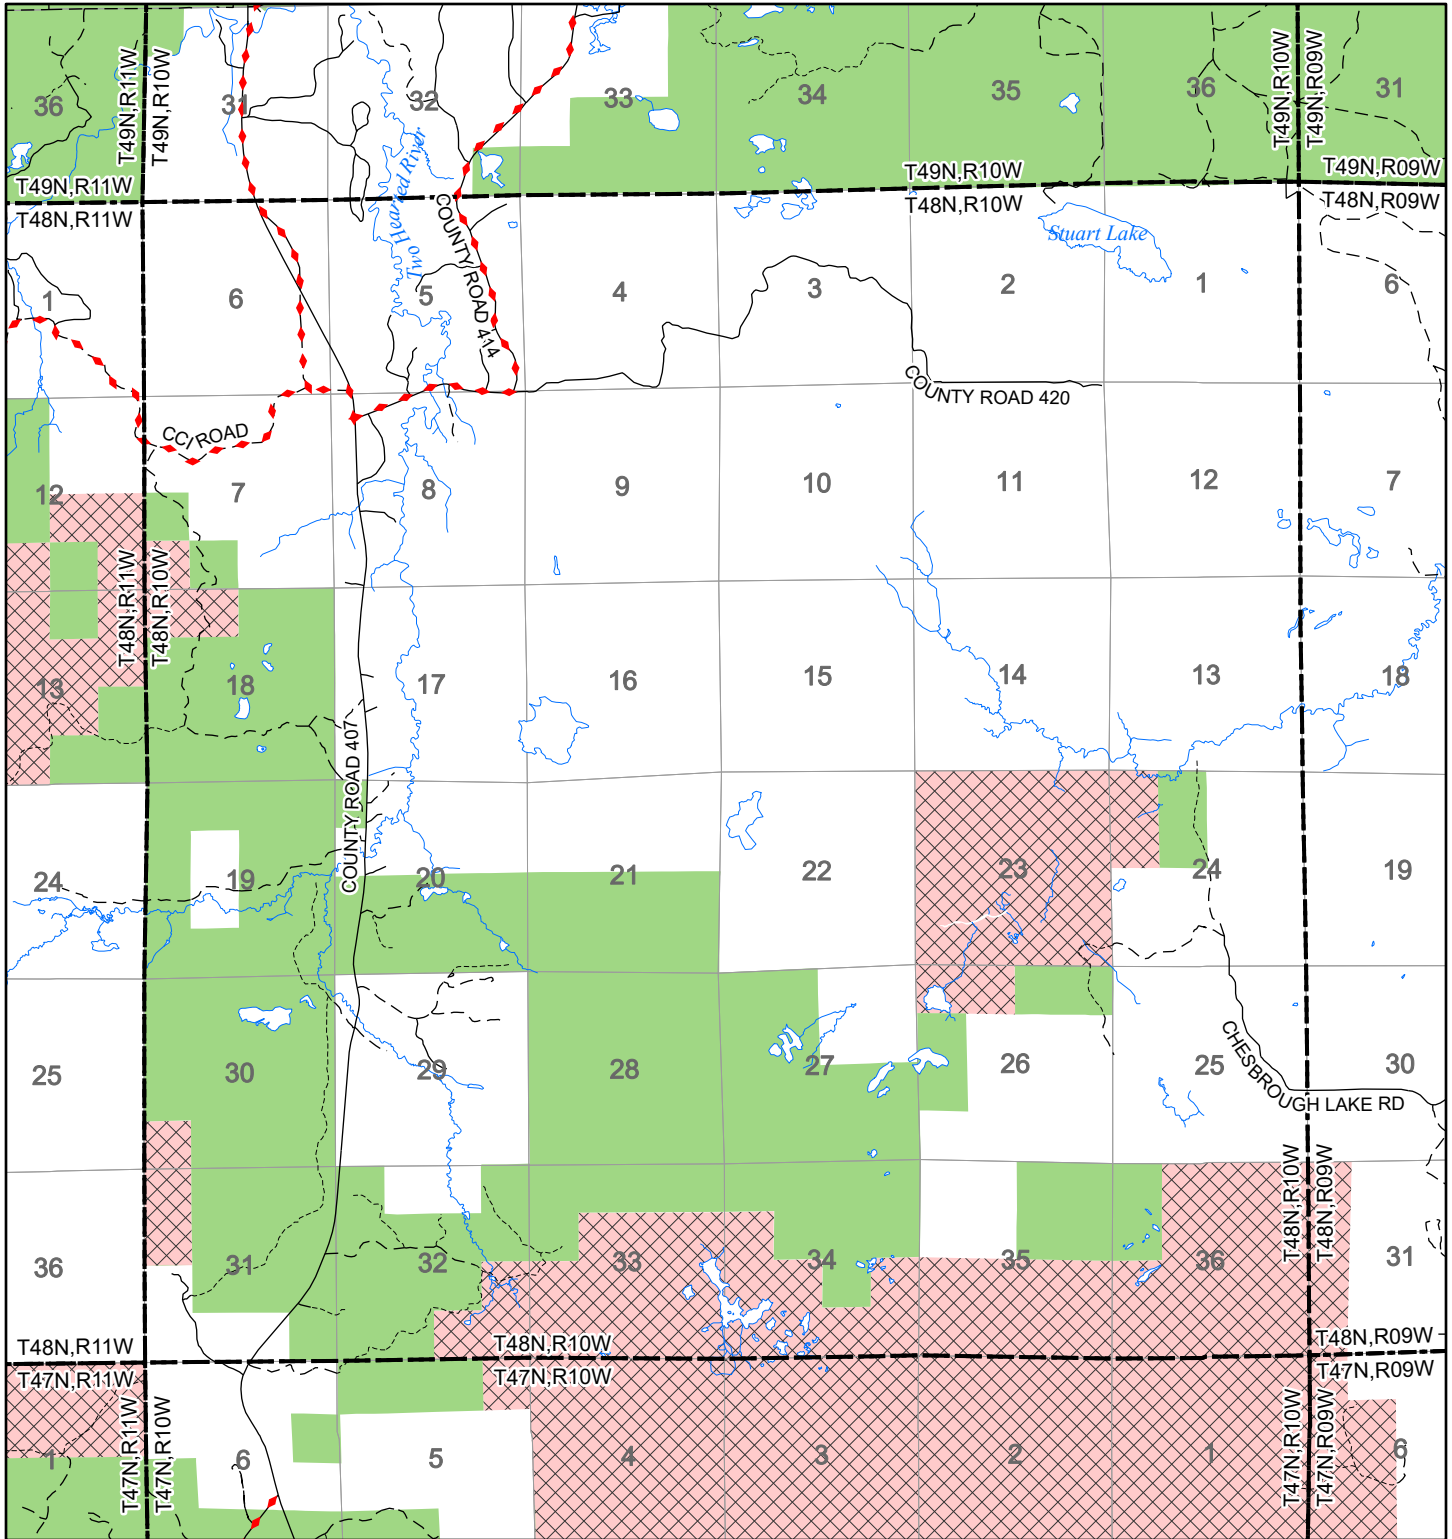 T49N,R11W
T49N,R10W
T49N,R10W
T49N,R09W
36
31
32
33
34
35
36
31
Two Hearted River
T49N,R11W
T49N,R10W
T49N,R09W
T48N,R11W
T48N,R10W
T48N,R09W
COUNTY ROAD 414
Stuart Lake
1
6
5
4
3
2
1
6
COUNTY ROAD 420
CCI ROAD
12
7
8
9
10
11
12
7
T48N,R11W
T48N,R10W
13
18
17
16
15
14
13
18
COUNTY ROAD 407
24
19
20
21
22
23
24
19
25
30
29
28
27
26
25
30
CHESBROUGH LAKE RD
T48N,R10W
T48N,R09W
36
31
32
33
34
35
36
31
T48N,R11W
T48N,R10W
T48N,R09W
T47N,R11W
T47N,R10W
T47N,R09W
T47N,R11W
T47N,R10W
T47N,R10W
T47N,R09W
1
6
5
4
3
2
1
6